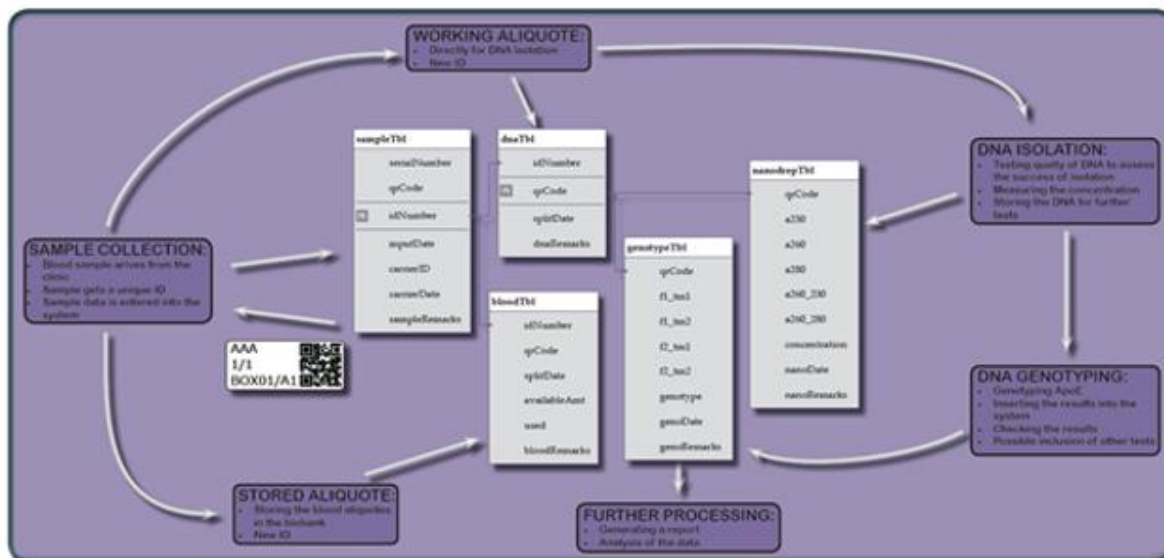 WORKING ALIQUOTE:
• Directly for DNA isolation
• New ID
sampleTbl
serialNumber
qrCode
idNumber
inputDate
carrierID
carrierDate
sampleRemarks
dnaTbl
idNumber
qrCode
splitDate
dnaRemarks
nanodropTbl
qrCode
a230
a260
a280
a260_230
a260_280
concentration
nanoDate
nanoRemarks
DNA ISOLATION:
• Testing quality of DNA to assess
the success of isolation
• Measuring the concentration
• Storing the DNA for further
tests
SAMPLE COLLECTION:
• Blood sample arives from the
clinic
• Sample gets a unique ID
• Sample data is entered into the
system
genotypeTbl
qrCode
f1_tm1
f1_tm2
f2_tm1
f2_tm2
genotype
genoDate
genoRemarks
bloodTbl
idNumber
qrCode
splitDate
availableAmt
used
bloodRemarks
AAA
1/1
BOX01/A1
DNA GENOTYPING:
• Genotyping ApoE
• Inserting the results into the
system
• Checking the results
• Possible inclusion of other tests
STORED ALIQUOTE:
• Storing the blood aliquotes
in the biobank
• New ID
FURTHER PROCESSING:
• Generating a report
• Analysis of the data